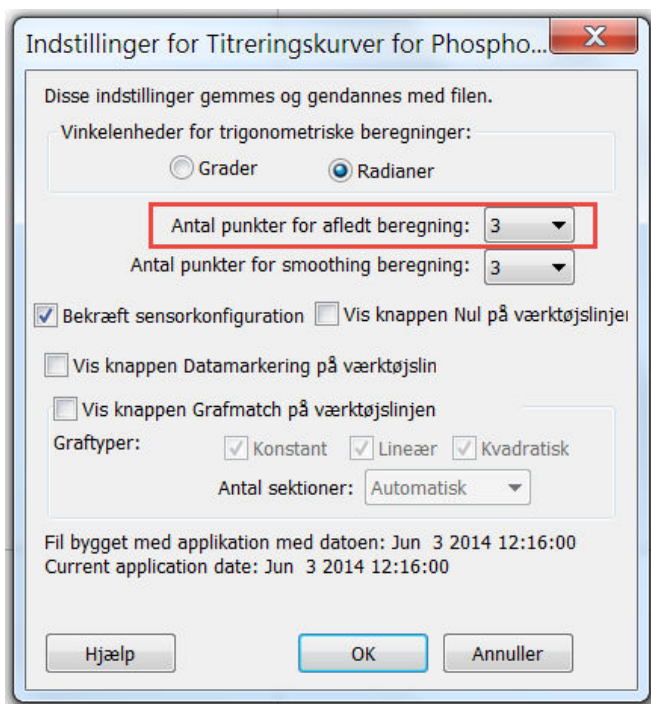 Indstillinger for Titreringskurver for Phospho...
Disse indstillinger gemmes og gendannes med filen.
Vinkelenheder for trigonometriske beregninger:
Grader Radianer
Antal punkter for afledt beregning: 3
Antal punkter for smoothing beregning: 3
Bekræft sensorkonfiguration Vis knappen Nul på værktøjslinjer
Vis knappen Datamarkering på værktøjslin
Vis knappen Grafmatch på værktøjslinjen
Graftyper: Konstant Lineær Kvadratisk
Antal sektioner: Automatisk
Fil bygget med applikation med datoen: Jun 3 2014 12:16:00
Current application date: Jun 3 2014 12:16:00
Hjælp OK Annuller